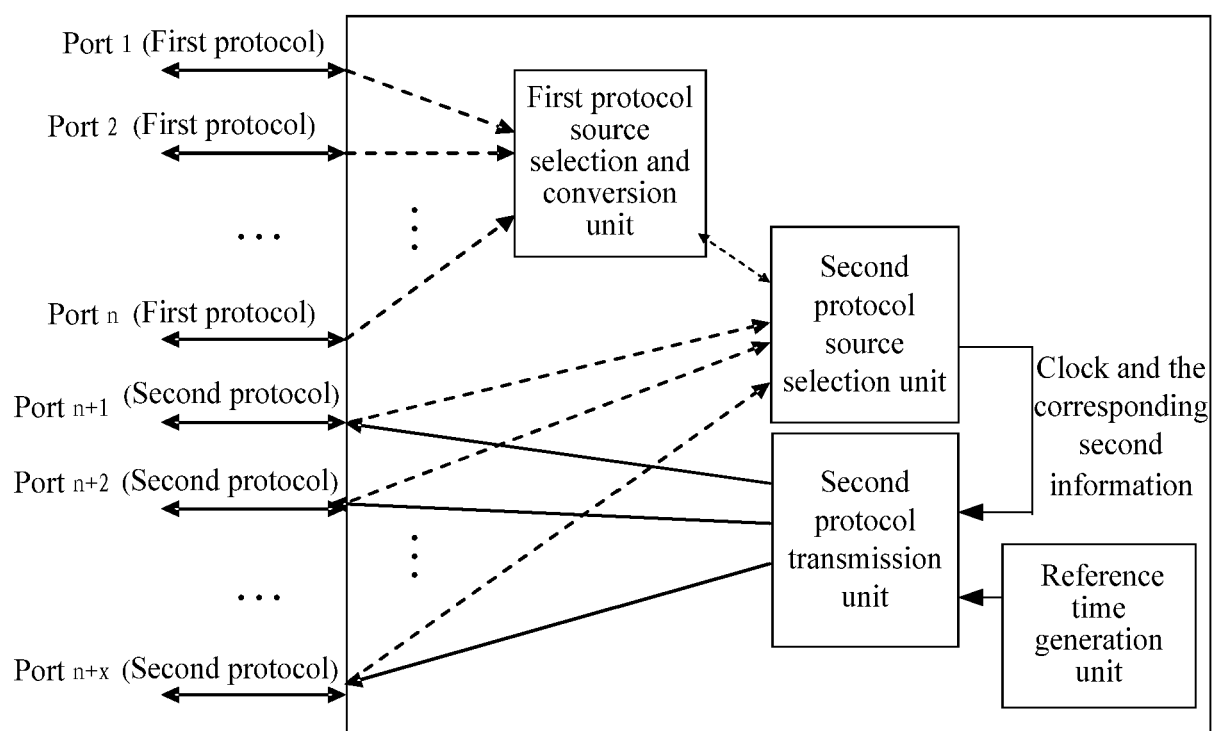 Port 1 (First protocol)
Port 2 (First protocol)
Port n (First protocol)
Port n+1 (Second protocol)
Port n+2 (Second protocol)
Port n+x (Second protocol)
First protocol
source
selection and
conversion
unit
Second
protocol
source
selection unit
Clock and the
corresponding
second
information
Second
protocol
transmission
unit
Reference
time
generation
unit